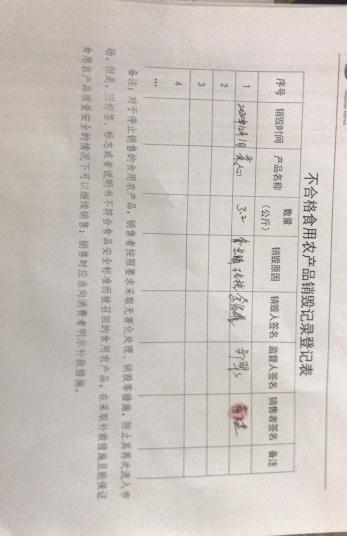 不合格食用农产品销毁记录登记表
序号 销毁时间 产品名称 数量（公斤） 销毁原因 销毁人签名 监督人签名 销售者签名 备注
1 3.2
2
3
4
...
备注：对于停止销售的食用农产品，销售者按照要求采取无害化处理、销毁等措施，防止其再次流入市
场。但是，因标签、标志或者说明书不符合食品安全标准而被召回的食用农产品，在采取补救措施且能保证
食用农产品质量安全的情况下可以继续销售；销售时应当向消费者明示补救措施。